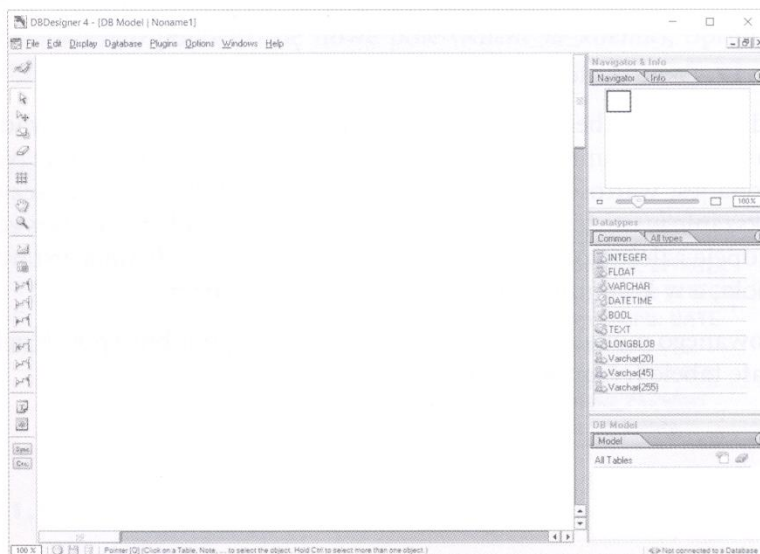 DBDesigner 4 - [DB Model | Noname1]
File Edit Display Database Plugins Options Windows Help
Navigator & Info
Navigator Info
100 %
Datatypes
Common All types
INTEGER
FLOAT
VARCHAR
DATETIME
BOOL
TEXT
LONGBLOB
Varchar(20)
Varchar(45)
Varchar(255)
DB Model
Model
All Tables
Sync
100 % Pointer [Q] (Click on a Table, Note, ... to select the object. Hold Ctrl to select more than one object.) Not connected to a Database